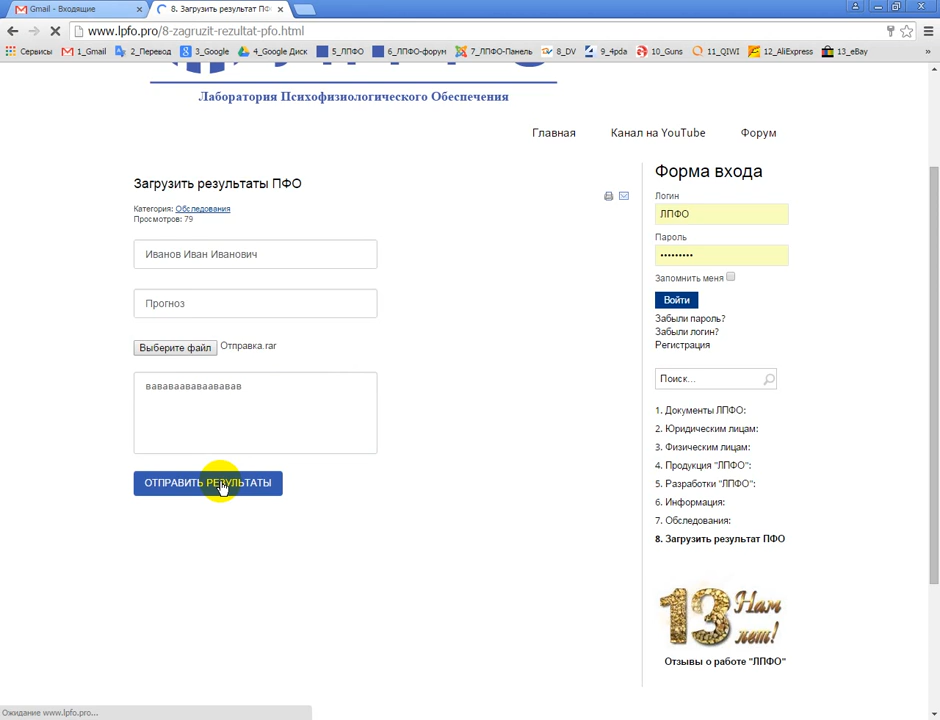 Gmail - Входящие
8. Загрузить результат ПФ
www.lpfo.pro/8-zagruzit-rezultat-pfo.html
Сервисы 1_Gmail 2_Перевод 3_Google 4_Google Диск 5_ЛПФО 6_ЛПФО-форум 7_ЛПФО-Панель 8_DV 9_4pda 10_Guns 11_QIWI 12_AliExpress 13_eBay »
Лаборатория Психофизиологического Обеспечения
Главная Канал на YouTube Форум
Загрузить результаты ПФО
Категория: Обследования
Просмотров: 79
Иванов Иван Иванович
Прогноз
Выберите файл Отправка.rar
вававаававаававав
ОТПРАВИТЬ РЕЗУЛЬТАТЫ
Форма входа
Логин
ЛПФО
Пароль
•••••••••
Запомнить меня
Войти
Забыли пароль?
Забыли логин?
Регистрация
Поиск...
1. Документы ЛПФО:
2. Юридическим лицам:
3. Физическим лицам:
4. Продукция "ЛПФО":
5. Разработки "ЛПФО":
6. Информация:
7. Обследования:
8. Загрузить результат ПФО
13 Нам лет!
Отзывы о работе "ЛПФО"
Ожидание www.lpfo.pro...